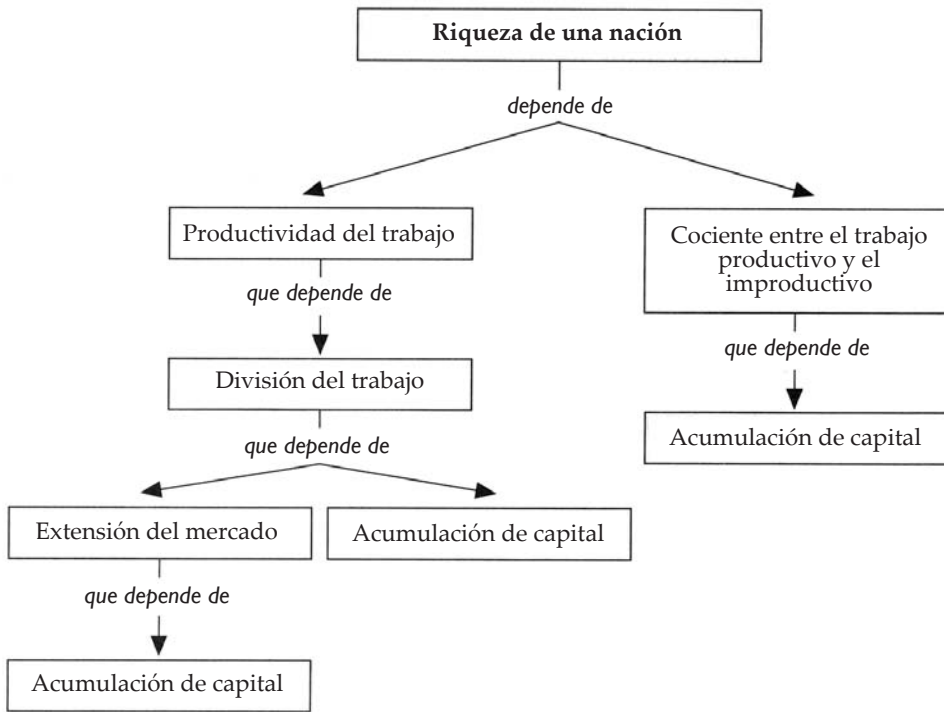 Riqueza de una nación
depende de
Productividad del trabajo
Cociente entre el trabajo
productivo y el
improductivo
que depende de
que depende de
División del trabajo
Acumulación de capital
que depende de
Extensión del mercado
Acumulación de capital
que depende de
Acumulación de capital